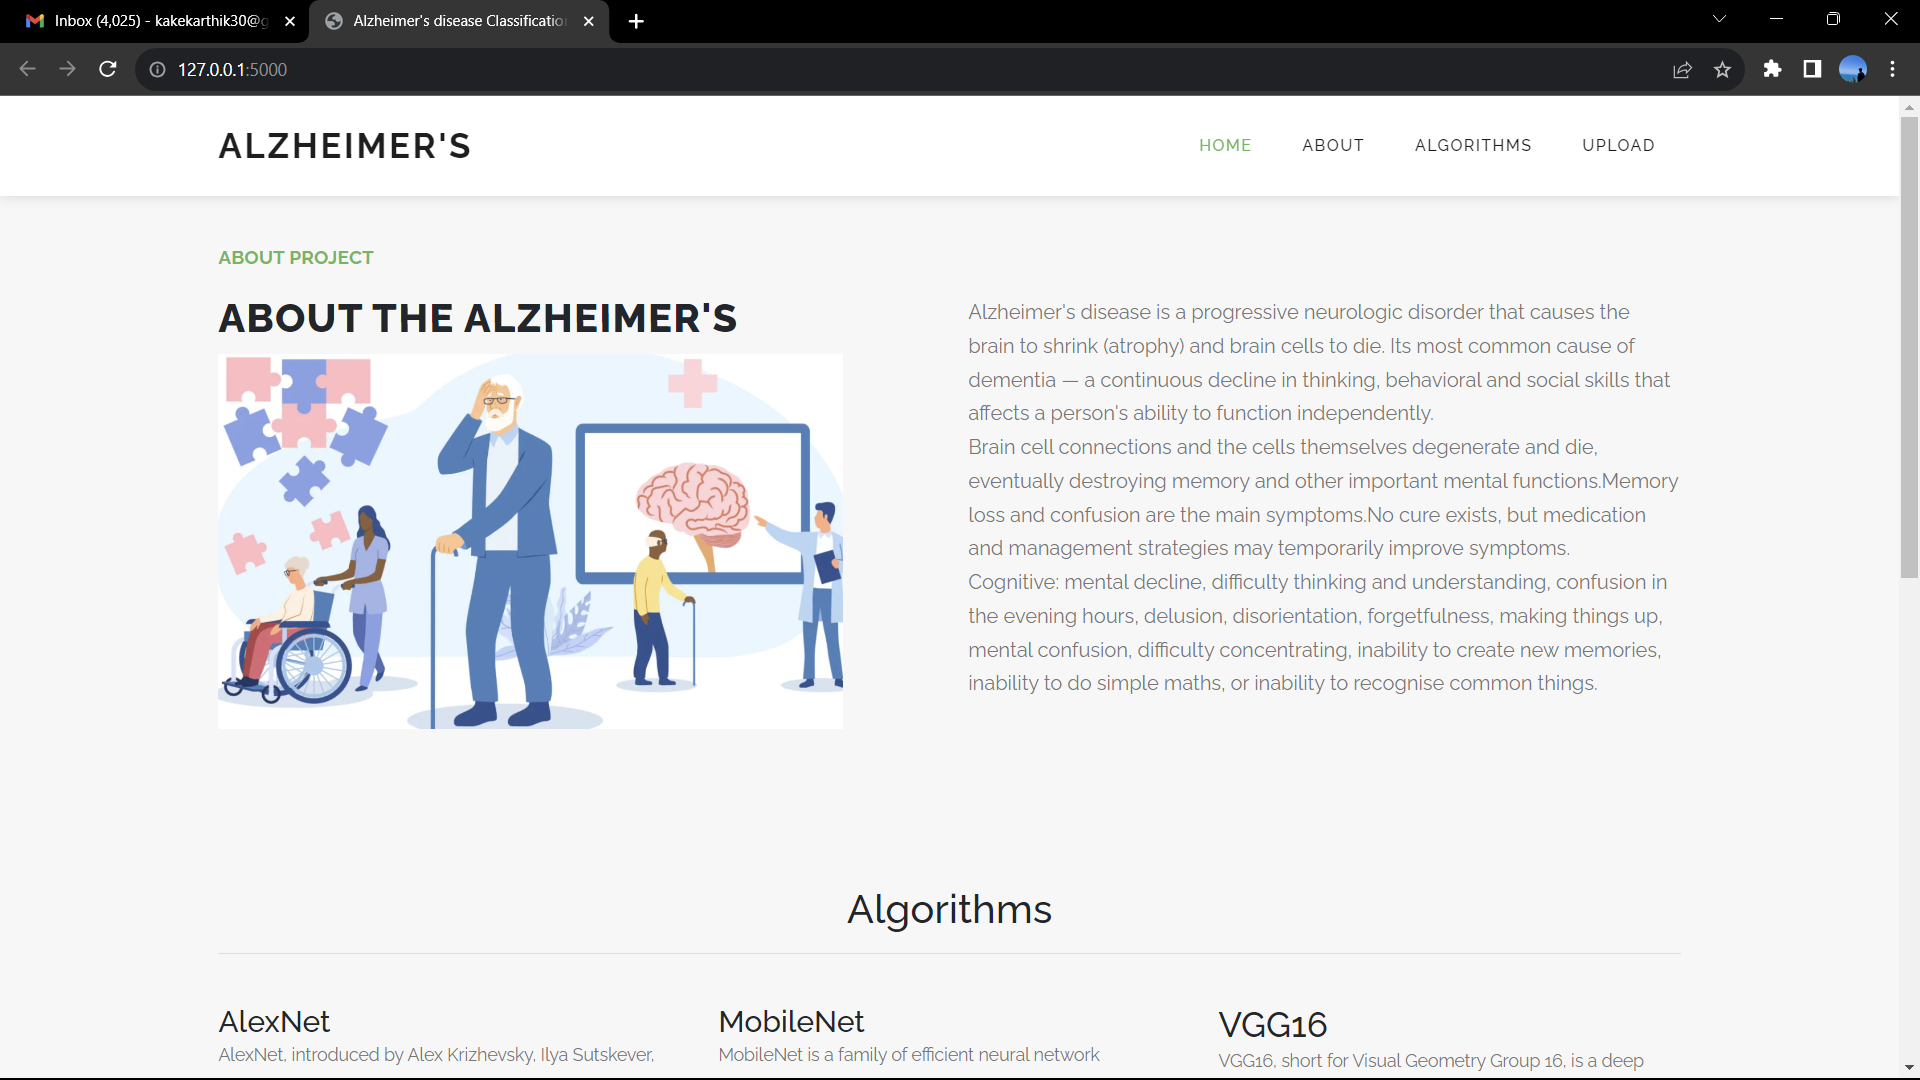 Inbox (4,025) - kakekarthik30@g
Alzheimer's disease Classificatio
127.0.0.1:5000
ALZHEIMER'S
HOME
ABOUT
ALGORITHMS
UPLOAD
ABOUT PROJECT
ABOUT THE ALZHEIMER'S
Alzheimer's disease is a progressive neurologic disorder that causes the
brain to shrink (atrophy) and brain cells to die. Its most common cause of
dementia — a continuous decline in thinking, behavioral and social skills that
affects a person's ability to function independently.
Brain cell connections and the cells themselves degenerate and die,
eventually destroying memory and other important mental functions.Memory
loss and confusion are the main symptoms.No cure exists, but medication
and management strategies may temporarily improve symptoms.
Cognitive: mental decline, difficulty thinking and understanding, confusion in
the evening hours, delusion, disorientation, forgetfulness, making things up,
mental confusion, difficulty concentrating, inability to create new memories,
inability to do simple maths, or inability to recognise common things.
Algorithms
AlexNet
AlexNet, introduced by Alex Krizhevsky, Ilya Sutskever,
MobileNet
MobileNet is a family of efficient neural network
VGG16
VGG16, short for Visual Geometry Group 16, is a deep